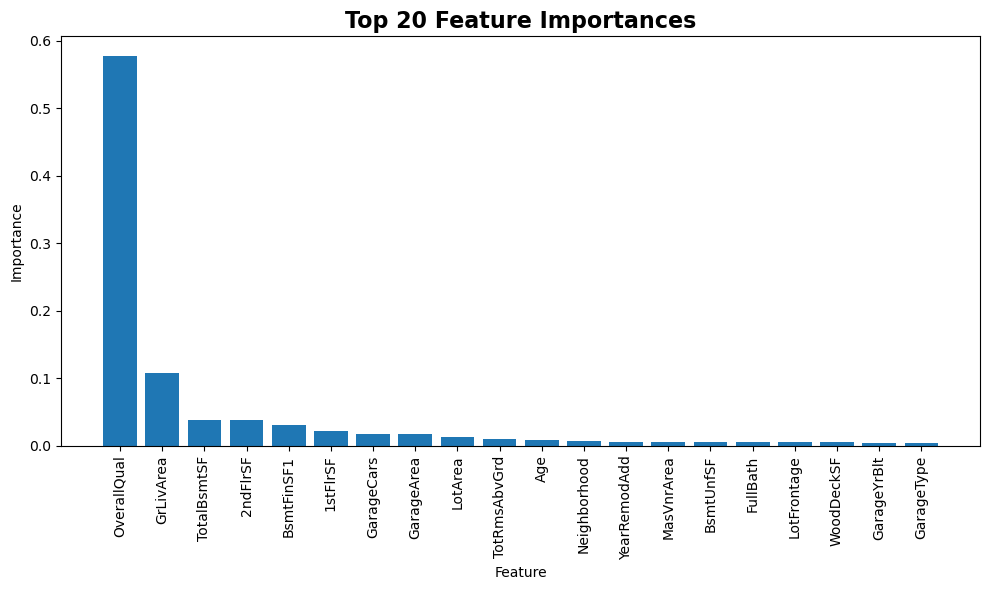 Top 20 Feature Importances
Importance
0.6
0.5
0.4
0.3
0.2
0.1
0.0
OverallQual
GrLivArea
TotalBsmtSF
2ndFlrSF
BsmtFinSF1
1stFlrSF
GarageCars
GarageArea
LotArea
TotRmsAbvGrd
Age
Neighborhood
YearRemodAdd
MasVnrArea
BsmtUnfSF
FullBath
LotFrontage
WoodDeckSF
GarageYrBlt
GarageType
Feature